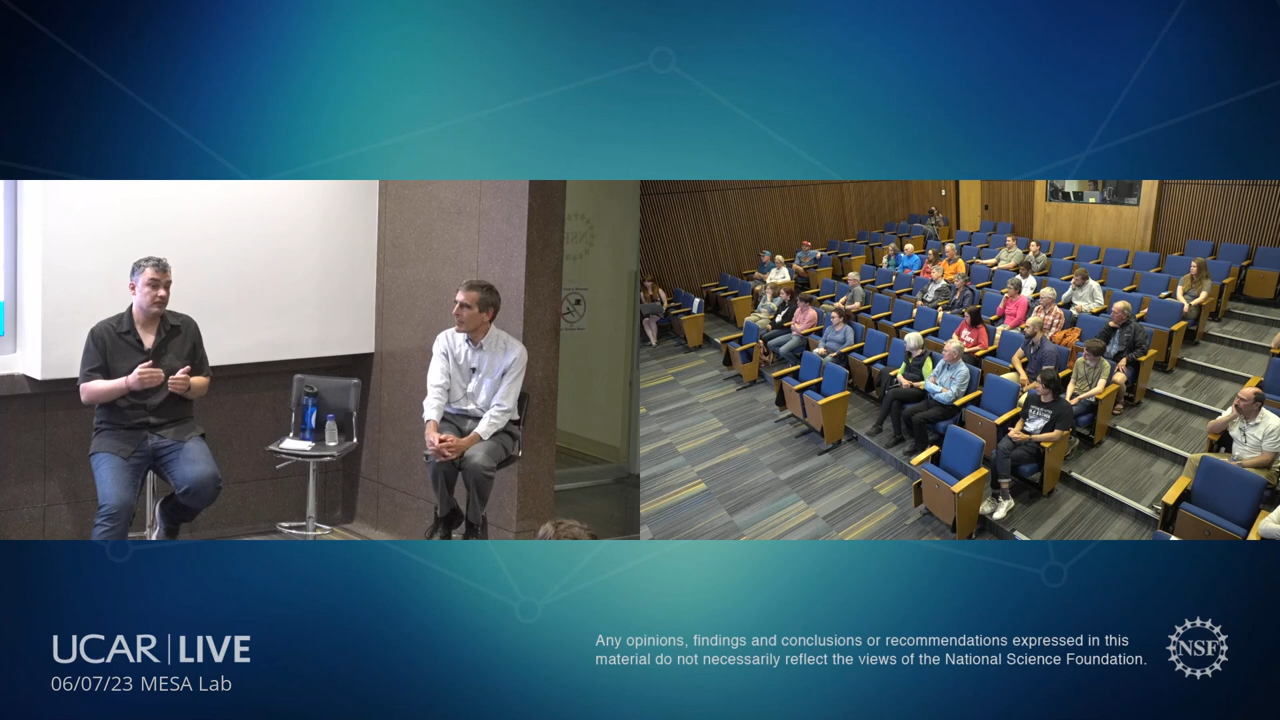 UCAR | LIVE
06/07/23 MESA Lab
Any opinions, findings and conclusions or recommendations expressed in this
material do not necessarily reflect the views of the National Science Foundation.
NSF